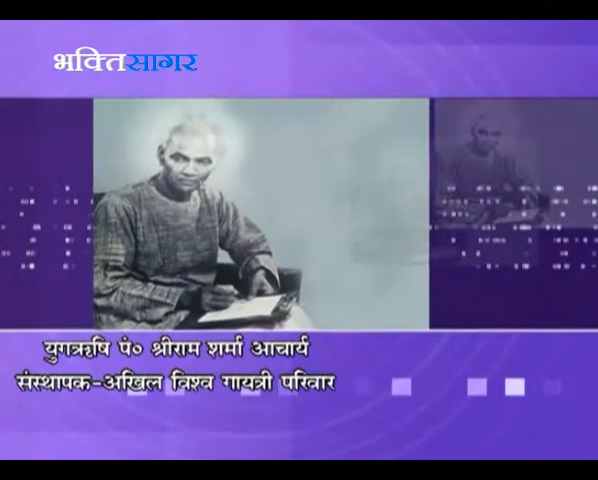 भक्तिसागर
युगऋषि पं० श्रीराम शर्मा आचार्य
संस्थापक-अखिल विश्व गायत्री परिवार